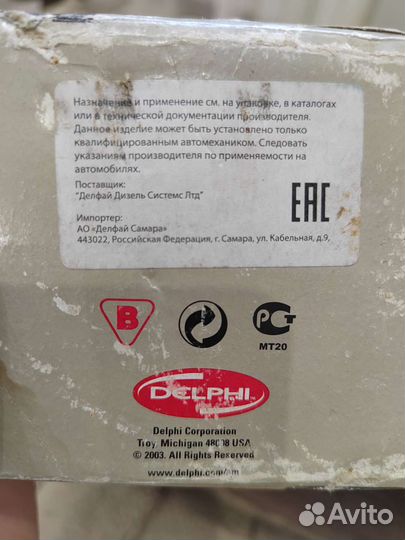 Назначение и применение см. на упаковке, в каталогах
или в технической документации производителя.
Данное изделие может быть установлено только
квалифицированным автомехаником. Следовать
указаниям производителя по применяемости на
автомобилях.
Поставщик:
"Делфай Дизель Системс Лтд"
Импортер:
АО «Делфай Самара»
443022, Российская Федерация, г. Самара, ул. Кабельная, д.9,
EAC
B
РСТ
МТ20
DELPHI
Delphi Corporation
Troy, Michigan 48098 USA
© 2003. All Rights Reserved
www.delphi.com/am
Avito